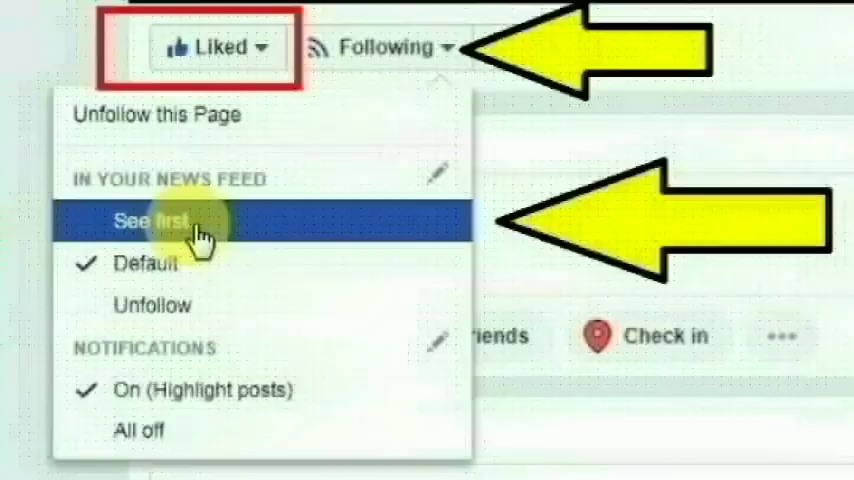 Liked Following
Unfollow this Page
IN YOUR NEWS FEED
See first
Default
Unfollow
iends Check in
NOTIFICATIONS
On (Highlight posts)
All off